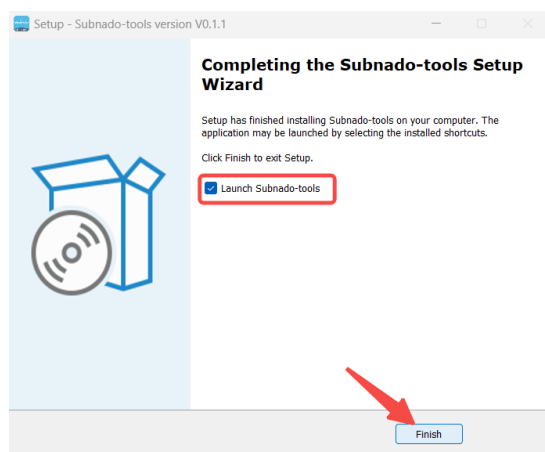 Setup - Subnado-tools version V0.1.1
Completing the Subnado-tools Setup
Wizard
Setup has finished installing Subnado-tools on your computer. The
application may be launched by selecting the installed shortcuts.
Click Finish to exit Setup.
Launch Subnado-tools
Finish